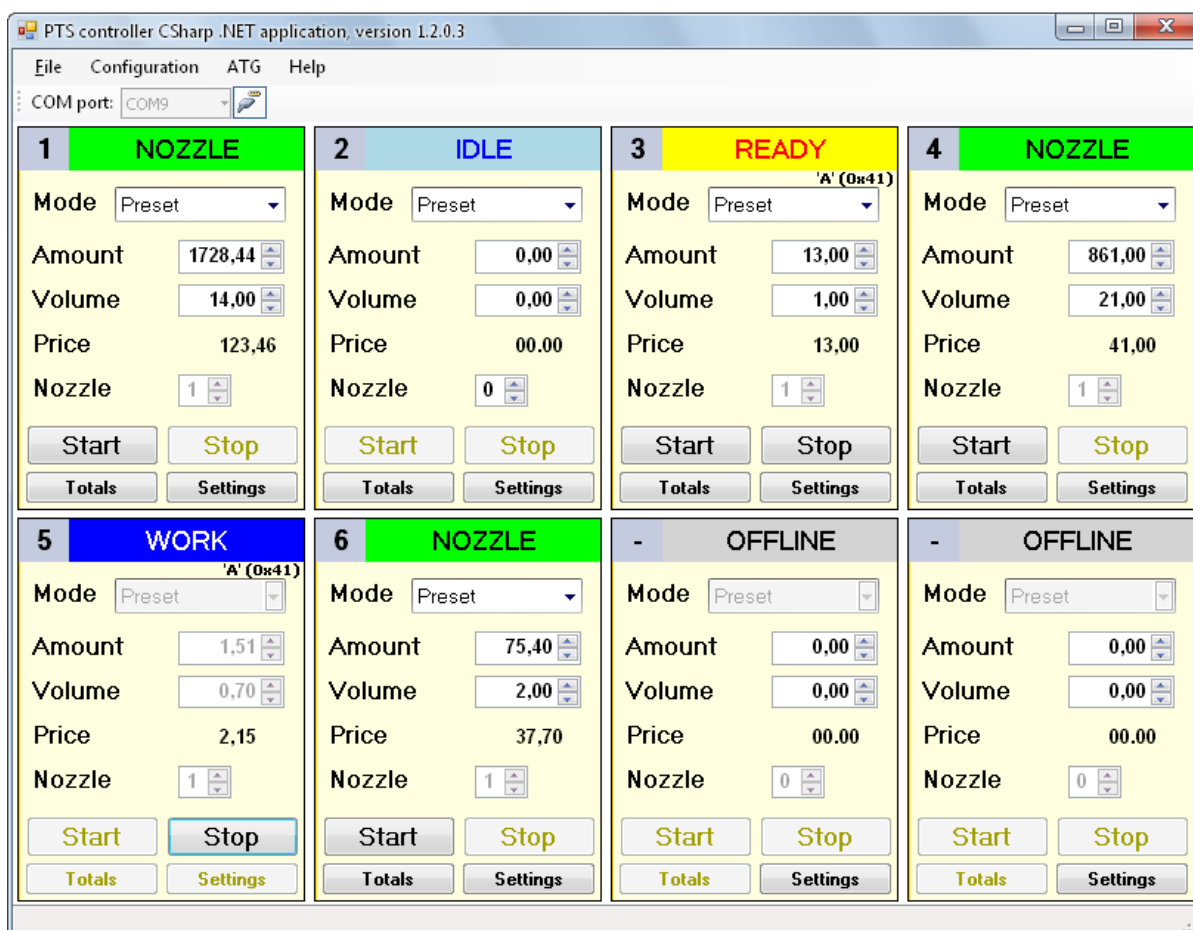 PTS controller CSharp .NET application, version 1.2.0.3
File Configuration ATG Help
COM port: COM9
1 NOZZLE
Mode Preset
Amount 1728,44
Volume 14,00
Price 123,46
Nozzle 1
Start Stop
Totals Settings
2 IDLE
Mode Preset
Amount 0,00
Volume 0,00
Price 00.00
Nozzle 0
Start Stop
Totals Settings
3 READY
'A' (0x41)
Mode Preset
Amount 13,00
Volume 1,00
Price 13,00
Nozzle 1
Start Stop
Totals Settings
4 NOZZLE
Mode Preset
Amount 861,00
Volume 21,00
Price 41,00
Nozzle 1
Start Stop
Totals Settings
5 WORK
'A' (0x41)
Mode Preset
Amount 1,51
Volume 0,70
Price 2,15
Nozzle 1
Start Stop
Totals Settings
6 NOZZLE
Mode Preset
Amount 75,40
Volume 2,00
Price 37,70
Nozzle 1
Start Stop
Totals Settings
- OFFLINE
Mode Preset
Amount 0,00
Volume 0,00
Price 00.00
Nozzle 0
Start Stop
Totals Settings
- OFFLINE
Mode Preset
Amount 0,00
Volume 0,00
Price 00.00
Nozzle 0
Start Stop
Totals Settings